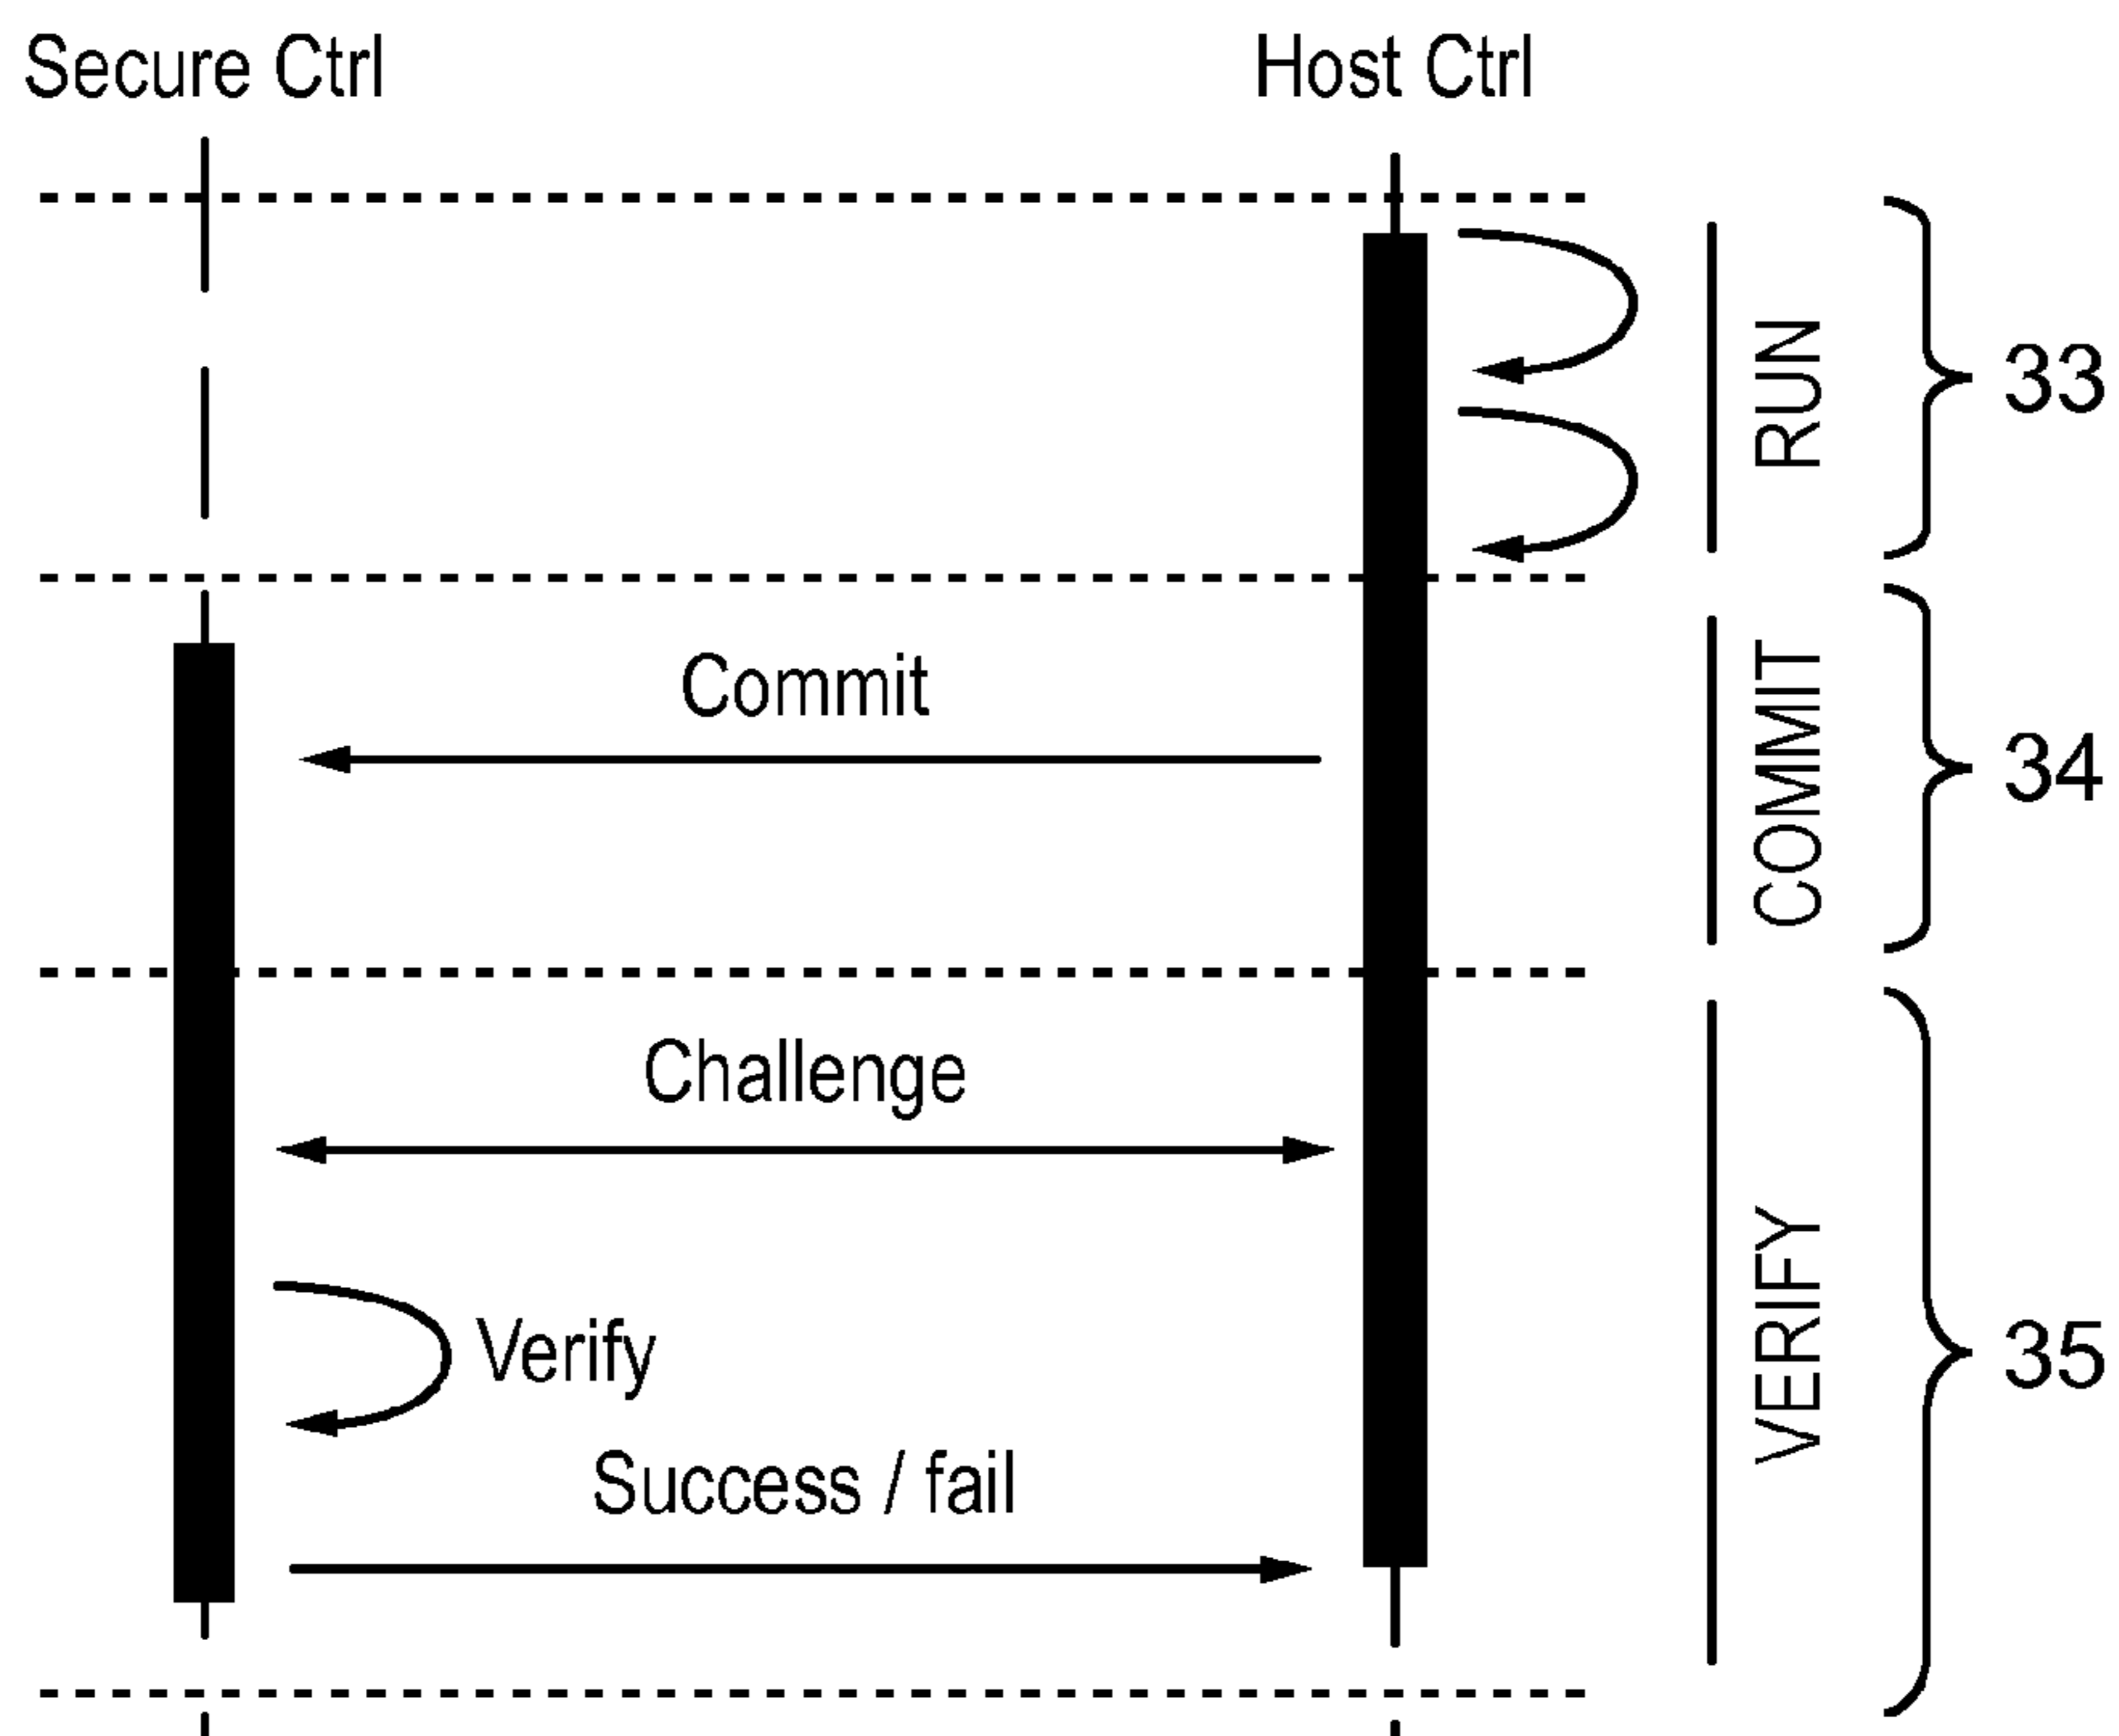 Secure Ctrl
Host Ctrl
RUN
33
Commit
COMMIT
34
Challenge
Verify
Success / fail
VERIFY
35